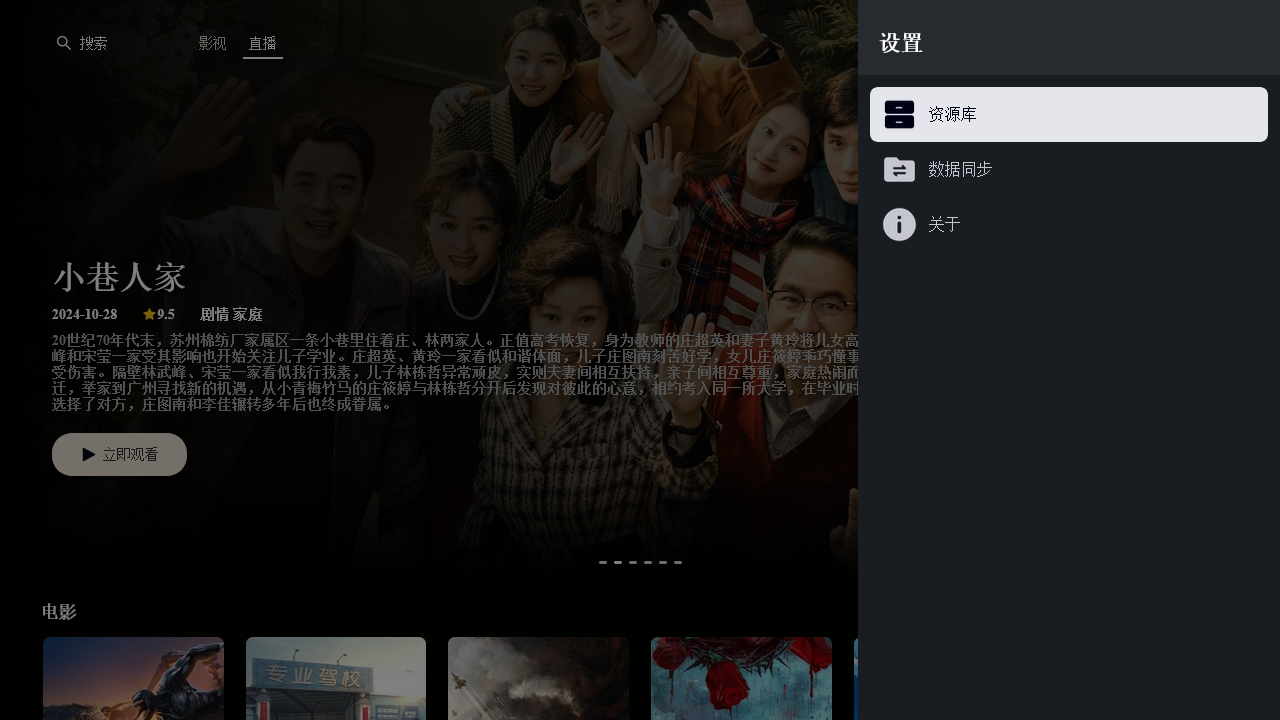 搜索
影视
直播
设置
资源库
数据同步
关于
小巷人家
2024-10-28 9.5 剧情 家庭
20世纪70年代末，苏州棉纺厂家属区一条小巷里住着庄、林两家人。正值高考恢复，身为教师的庄超英和妻子黄玲将儿女高
峰和宋莹一家受其影响也开始关注儿子学业。庄超英、黄玲一家看似和谐体面，儿子庄图南刻苦好学，女儿庄筱婷乖巧懂事
受伤害。隔壁林武峰、宋莹一家看似我行我素，儿子林栋哲异常顽皮，实则夫妻间相互扶持，亲子间相互尊重，家庭热闹而
迁，举家到广州寻找新的机遇，从小青梅竹马的庄筱婷与林栋哲分开后发现对彼此的心意，相约考入同一所大学，在毕业时
选择了对方，庄图南和李佳辗转多年后也终成眷属。
立即观看
电影
专业驾校